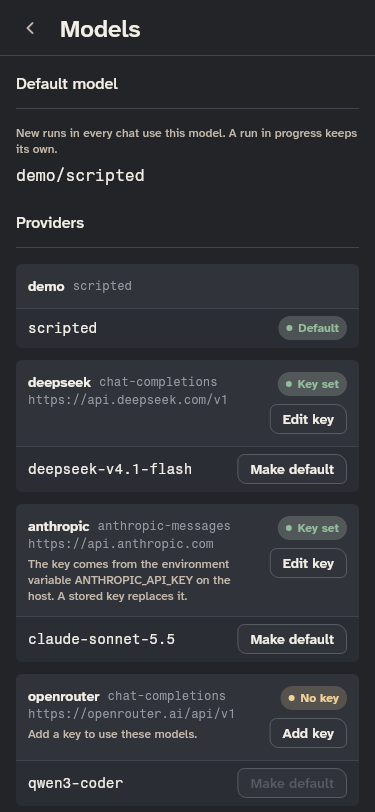 Models
Default model
New runs in every chat use this model. A run in progress keeps
its own.
demo/scripted
Providers
demo scripted
scripted Default
deepseek chat-completions Key set
https://api.deepseek.com/v1
Edit key
deepseek-v4.1-flash Make default
anthropic anthropic-messages Key set
https://api.anthropic.com
The key comes from the environment
variable ANTHROPIC_API_KEY on the
host. A stored key replaces it.
Edit key
claude-sonnet-5.5 Make default
openrouter chat-completions No key
https://openrouter.ai/api/v1
Add a key to use these models.
Add key
qwen3-coder Make default